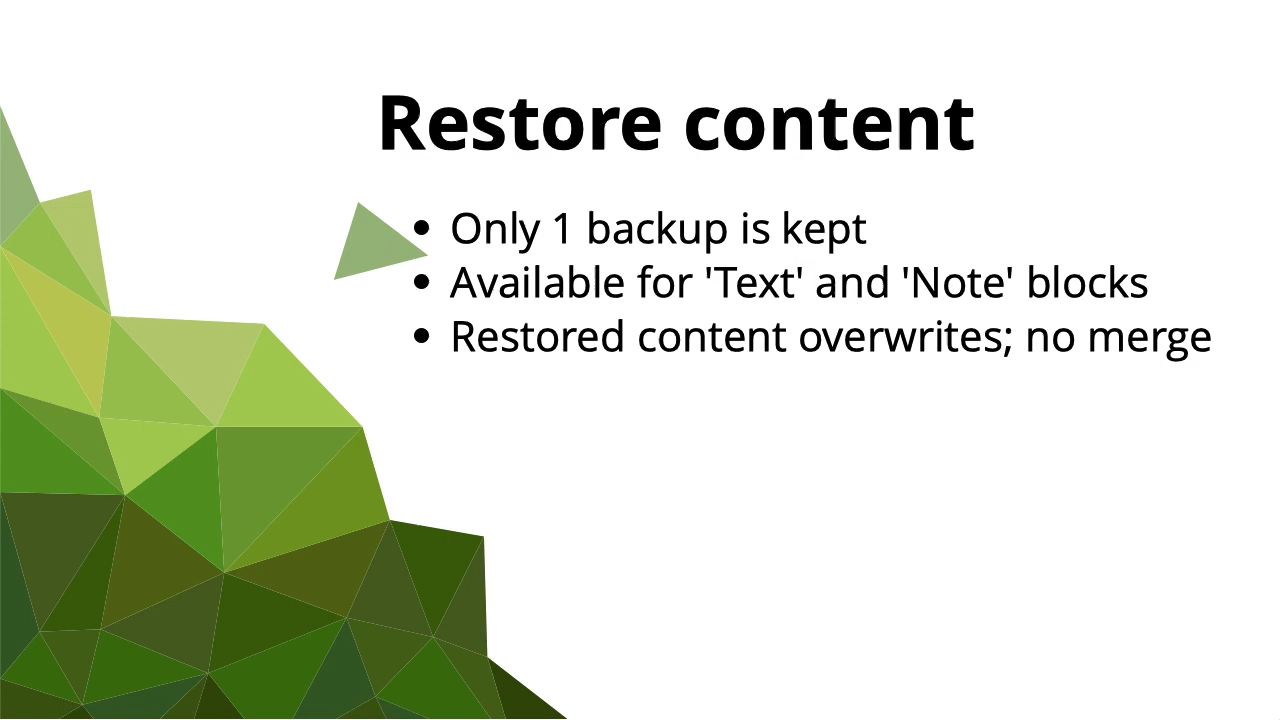 Restore content
• Only 1 backup is kept
• Available for 'Text' and 'Note' blocks
• Restored content overwrites; no merge